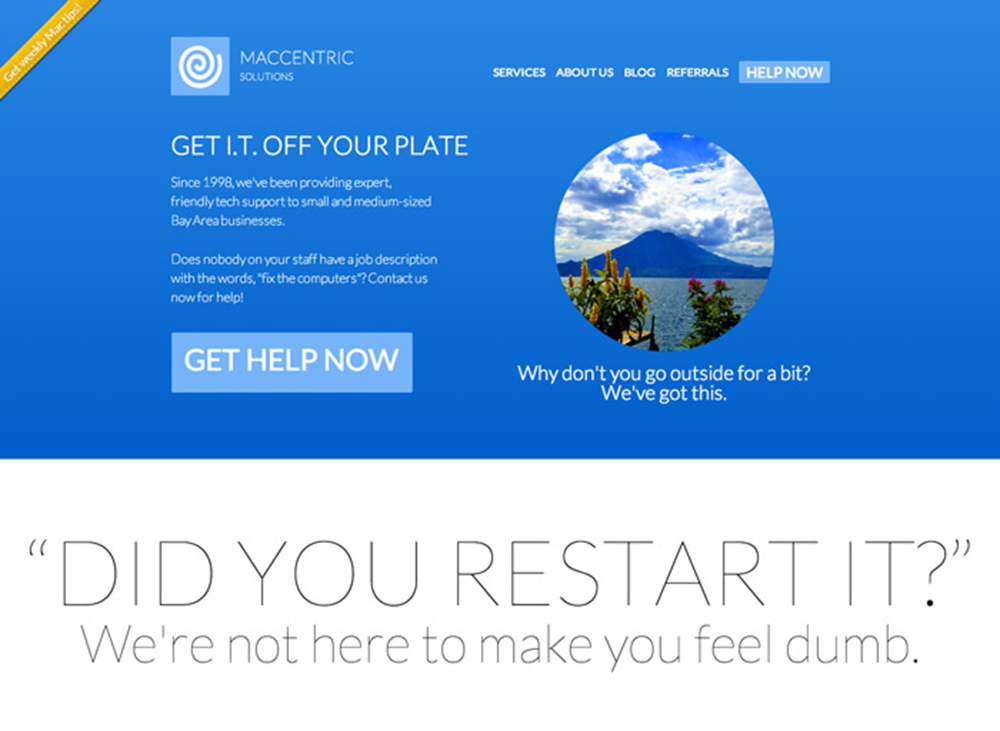 Get weekly Mac tips!
MACCENTRIC
SOLUTIONS
SERVICES ABOUT US BLOG REFERRALS HELP NOW
GET I.T. OFF YOUR PLATE
Since 1998, we've been providing expert,
friendly tech support to small and medium-sized
Bay Area businesses.
Does nobody on your staff have a job description
with the words, "fix the computers"? Contact us
now for help!
GET HELP NOW
Why don't you go outside for a bit?
We've got this.
“DID YOU RESTART IT?”
We're not here to make you feel dumb.